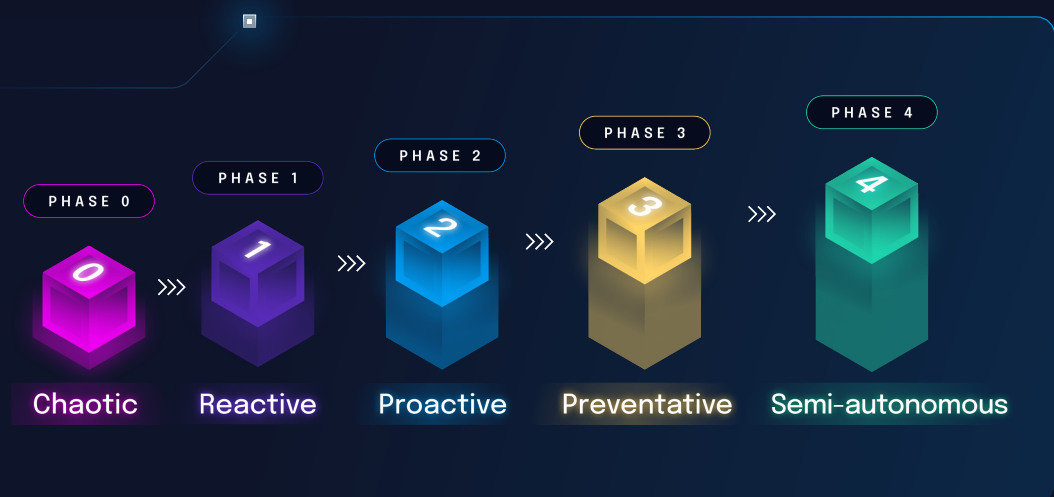 PHASE 0
PHASE 1
PHASE 2
PHASE 3
PHASE 4
0
1
2
3
4
Chaotic
Reactive
Proactive
Preventative
Semi-autonomous